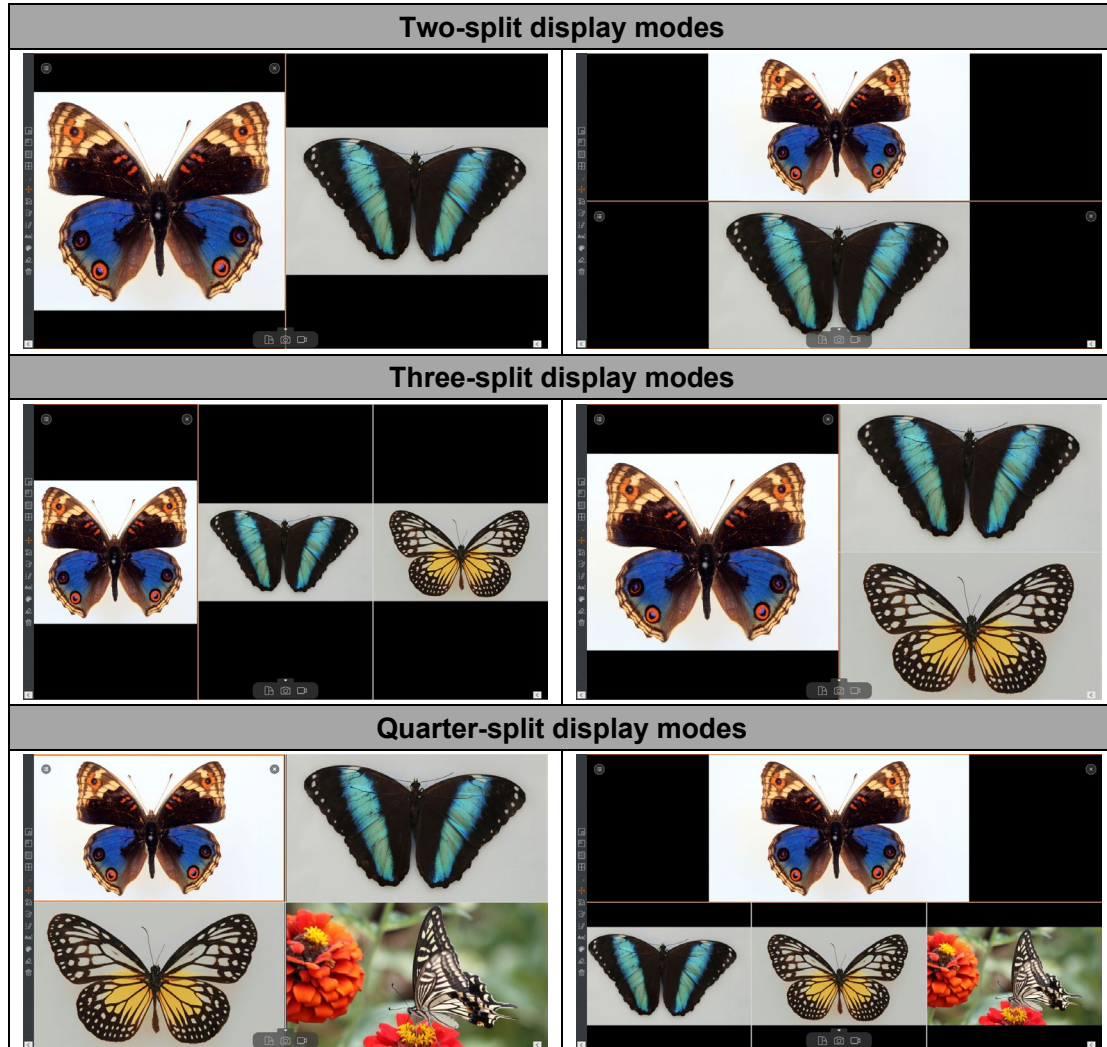 Two-split display modes
Three-split display modes
Quarter-split display modes